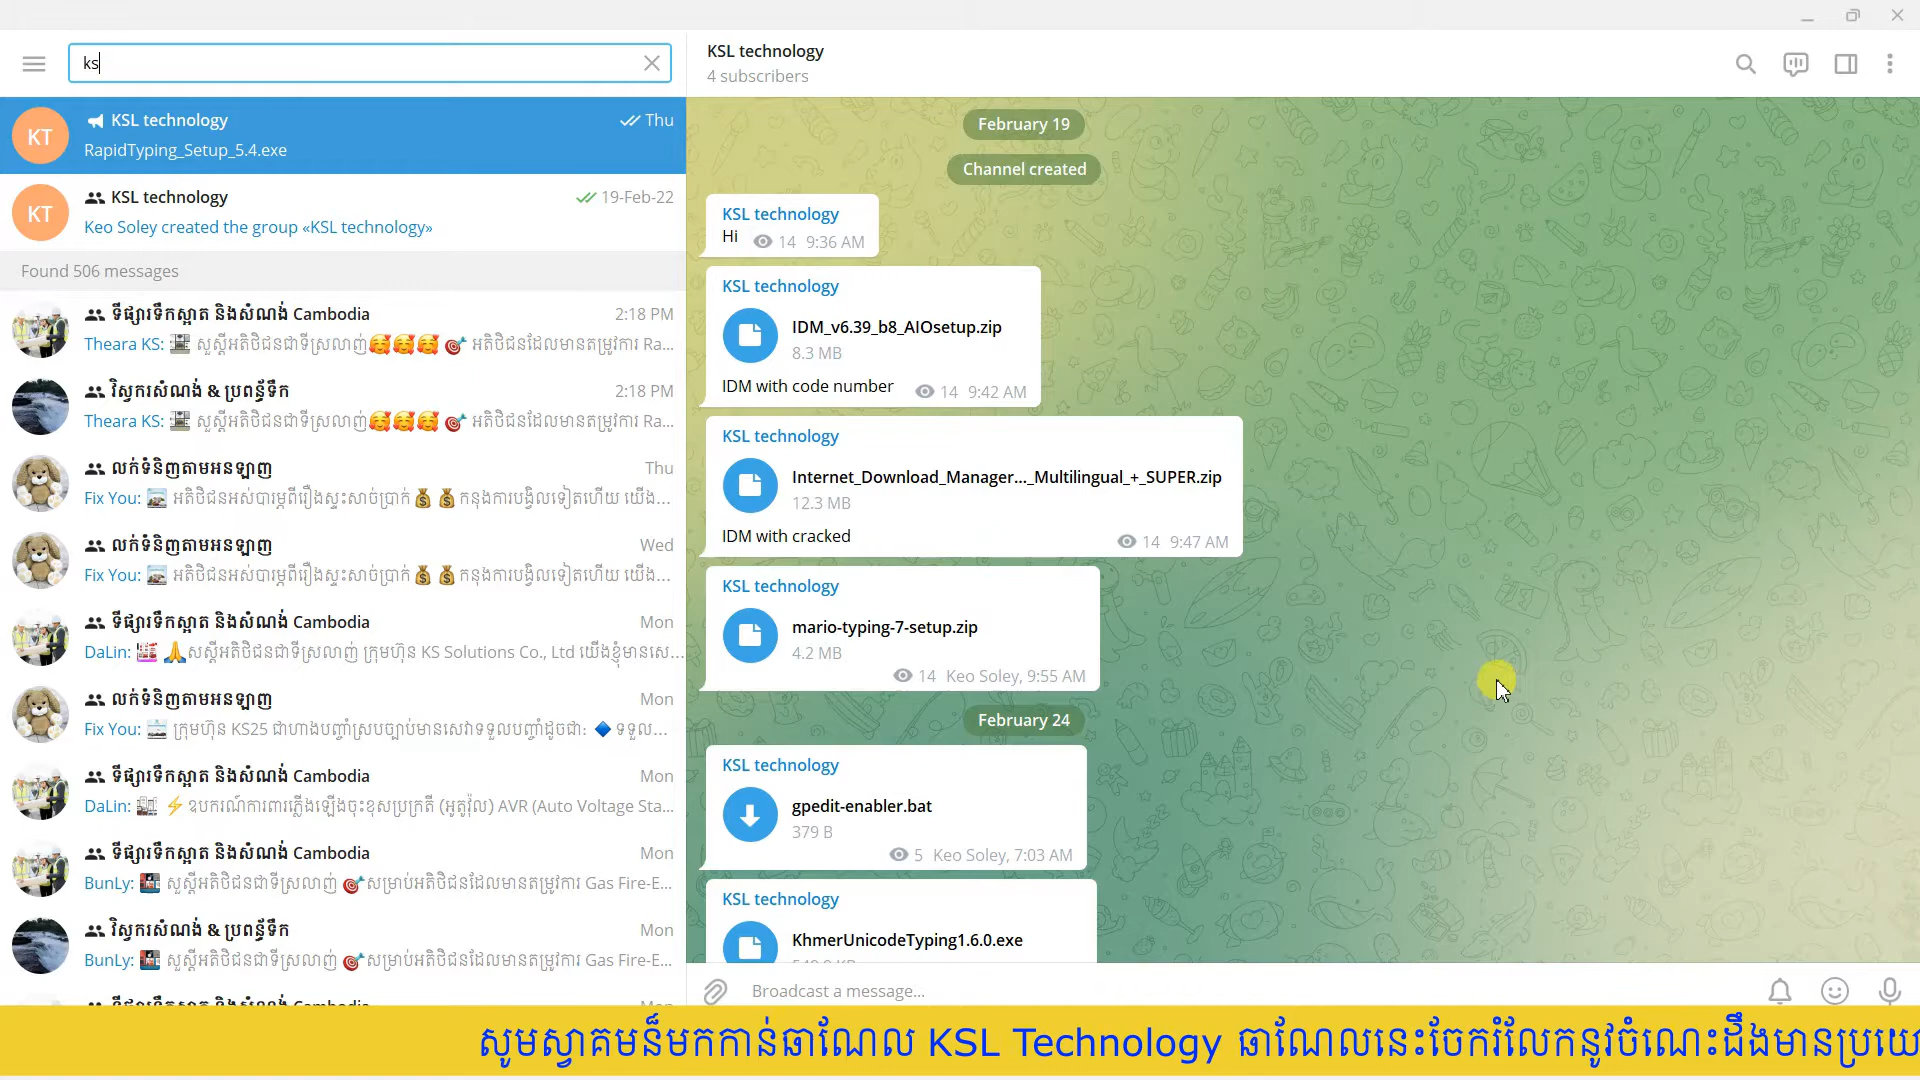 ks
KSL technology
Thu
RapidTyping_Setup_5.4.exe
KT
KSL technology
19-Feb-22
Keo Soley created the group «KSL technology»
KT
Found 506 messages
ទីផ្សារទឹកស្អាត និងសំណង់ Cambodia
2:18 PM
Theara KS: សួស្តីអតិថិជនជាទីស្រលាញ់🥰🥰🥰 🎯 អតិថិជនដែលមានតម្រូវការ Ra...
វិស្វករសំណង់ & ប្រពន្ធ័ទឹក
2:18 PM
Theara KS: សួស្តីអតិថិជនជាទីស្រលាញ់🥰🥰🥰 🎯 អតិថិជនដែលមានតម្រូវការ Ra...
លក់ទំនិញតាមអនឡាញ
Thu
Fix You: អតិថិជនអស់បារម្ភពីរឿងស្ទះសាច់ប្រាក់ 💰 💰 កនុងការបង្វិលទៀតហើយ យើង...
លក់ទំនិញតាមអនឡាញ
Wed
Fix You: អតិថិជនអស់បារម្ភពីរឿងស្ទះសាច់ប្រាក់ 💰 💰 កនុងការបង្វិលទៀតហើយ យើង...
ទីផ្សារទឹកស្អាត និងសំណង់ Cambodia
Mon
DaLin: 🙏សួស្តីអតិថិជនជាទីស្រលាញ់ ក្រុមហ៊ុន KS Solutions Co., Ltd យើងខ្ញុំមានសេ...
លក់ទំនិញតាមអនឡាញ
Mon
Fix You: ក្រុមហ៊ុន KS25 ជាហាងបញ្ចាំស្របច្បាប់មានសេវាទទួលបញ្ចាំដូចជា: 🔷 ទទួល...
ទីផ្សារទឹកស្អាត និងសំណង់ Cambodia
Mon
DaLin: ⚡ឧបករណ៍ការពារភ្លើងឡើងចុះខុសប្រក្រតី (អូតូវ៉ុល) AVR (Auto Voltage Sta...
ទីផ្សារទឹកស្អាត និងសំណង់ Cambodia
Mon
BunLy: សួស្តីអតិថិជនជាទីស្រលាញ់ 🎯សម្រាប់អតិថិជនដែលមានតម្រូវការ Gas Fire-E...
វិស្វករសំណង់ & ប្រពន្ធ័ទឹក
Mon
BunLy: សួស្តីអតិថិជនជាទីស្រលាញ់ 🎯សម្រាប់អតិថិជនដែលមានតម្រូវការ Gas Fire-E...
KSL technology
4 subscribers
February 19
Channel created
KSL technology
Hi 14 9:36 AM
KSL technology
IDM_v6.39_b8_AIOsetup.zip
8.3 MB
IDM with code number 14 9:42 AM
KSL technology
Internet_Download_Manager..._Multilingual_+_SUPER.zip
12.3 MB
IDM with cracked 14 9:47 AM
KSL technology
mario-typing-7-setup.zip
4.2 MB
14 Keo Soley, 9:55 AM
February 24
KSL technology
gpedit-enabler.bat
379 B
5 Keo Soley, 7:03 AM
KSL technology
KhmerUnicodeTyping1.6.0.exe
Broadcast a message...
សូមស្វាគមន៏មកកាន់ឆាណែល KSL Technology ឆាណែលនេះចែករំលែកនូវចំណេះដឹងមានប្រយោ